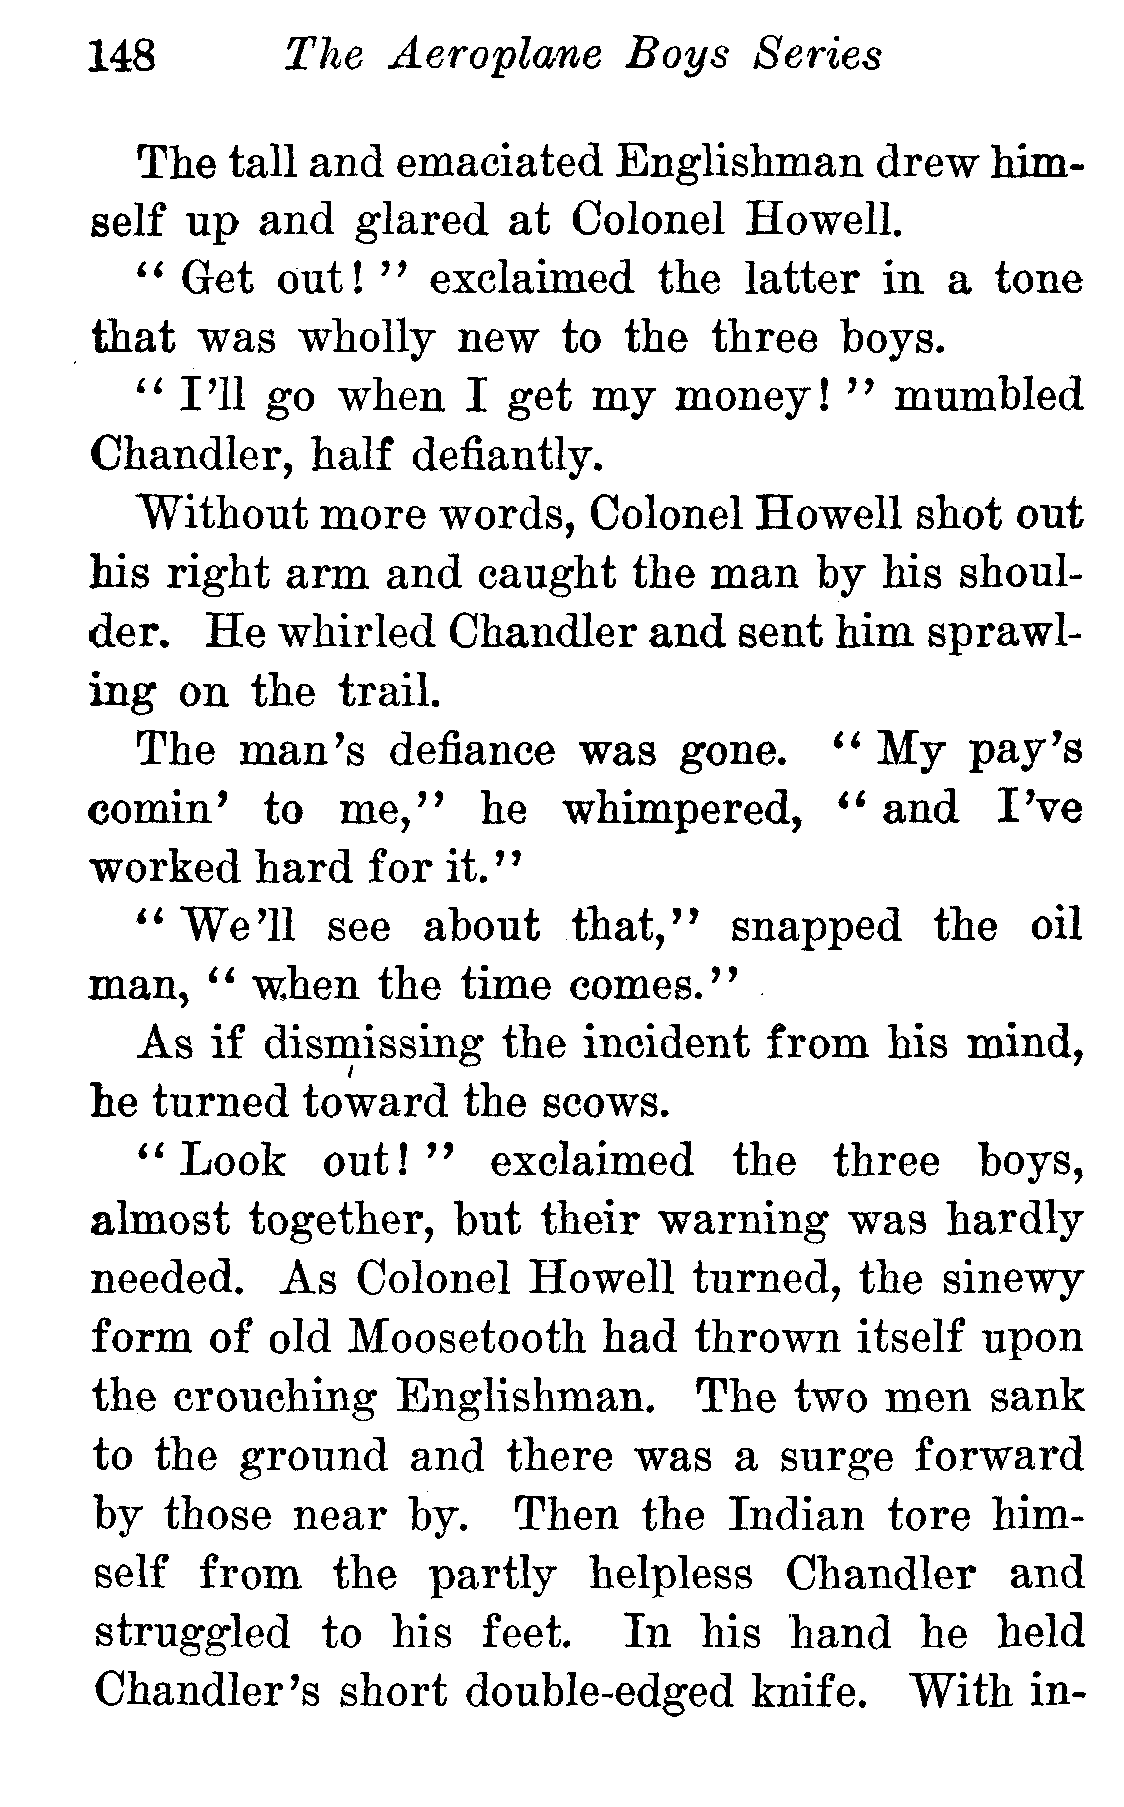 148 The Aeroplane Boys Series
The tall and emaciated Englishman drew him-
self up and glared at Colonel Howell.
“ Get out! ” exclaimed the latter in a tone
that was wholly new to the three boys.
“ I’ll go when I get my money! ” mumbled
Chandler, half defiantly.
Without more words, Colonel Howell shot out
his right arm and caught the man by his shoul-
der. He whirled Chandler and sent him sprawl-
ing on the trail.
The man’s defiance was gone. “ My pay’s
comin’ to me,” he whimpered, “ and I’ve
worked hard for it.”
“ We’ll see about that,” snapped the oil
man, “ when the time comes.”
As if dismissing the incident from his mind,
he turned toward the scows.
“ Look out! ” exclaimed the three boys,
almost together, but their warning was hardly
needed. As Colonel Howell turned, the sinewy
form of old Moosetooth had thrown itself upon
the crouching Englishman. The two men sank
to the ground and there was a surge forward
by those near by. Then the Indian tore him-
self from the partly helpless Chandler and
struggled to his feet. In his hand he held
Chandler’s short double-edged knife. With in-